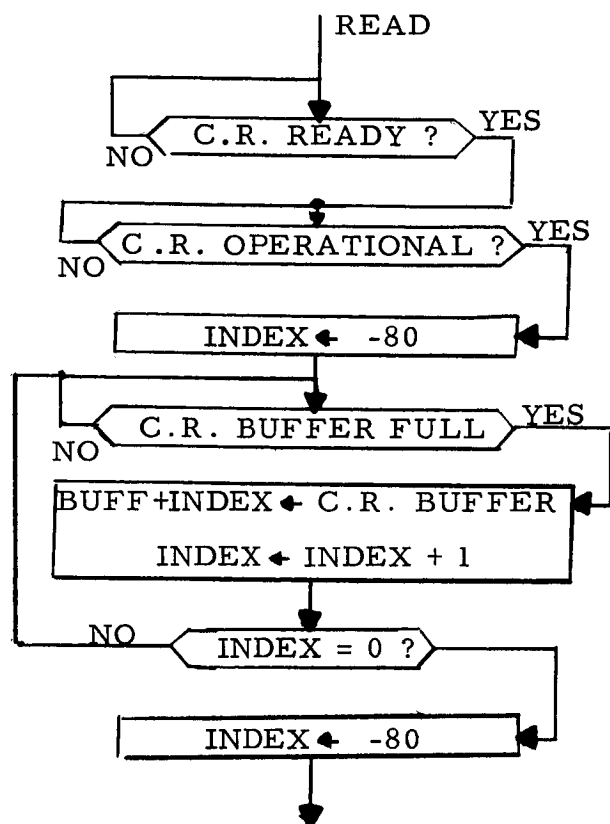 READ
C.R. READY ?
YES
NO
C.R. OPERATIONAL ?
YES
NO
INDEX ← -80
C.R. BUFFER FULL
YES
NO
BUFF+INDEX ← C.R. BUFFER
INDEX ← INDEX + 1
NO
INDEX = 0 ?
INDEX ← -80